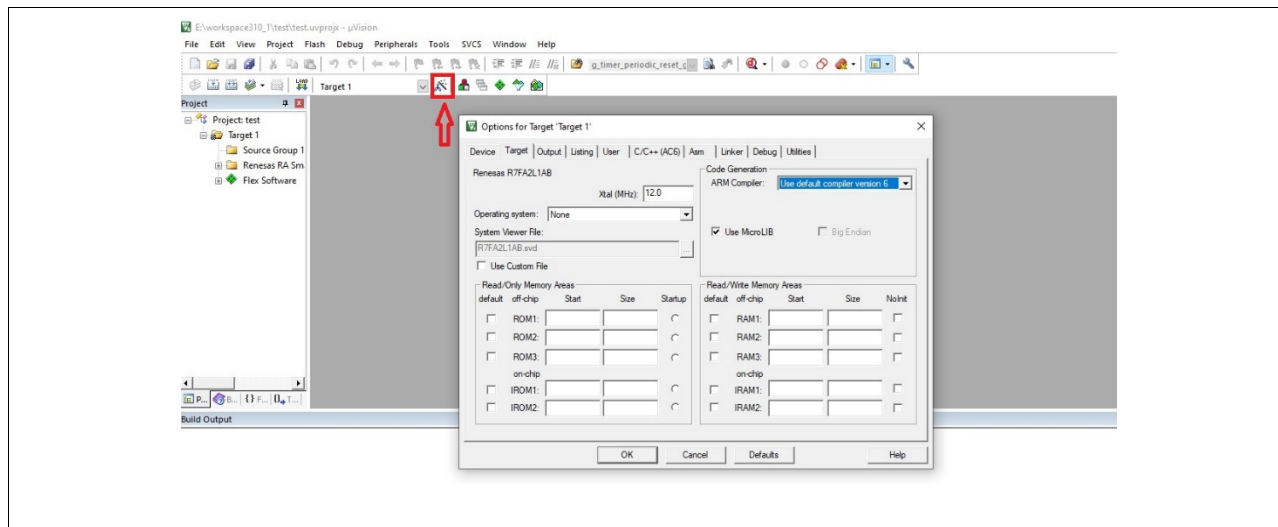 E:\workspace310_1\test\test.uvprojx - µVision
File Edit View Project Flash Debug Peripherals Tools SVCS Window Help
g_timer_periodic_reset_g
LOAD Target 1
Project
Project: test
Target 1
Source Group 1
Renesas RA Sm
Flex Software
P... B... {} F... 0→ T...
Build Output
Options for Target 'Target 1'
Device Target Output Listing User C/C++ (AC6) Asm Linker Debug Utilities
Renesas R7FA2L1AB
Xtal (MHz): 12.0
Operating system: None
System Viewer File:
R7FA2L1AB.svd
...
Use Custom File
Code Generation
ARM Compiler: Use default compiler version 6
Use MicroLIB Big Endian
Read/Only Memory Areas
default off-chip Start Size Startup
ROM1:
ROM2:
ROM3:
on-chip
IROM1:
IROM2:
Read/Write Memory Areas
default off-chip Start Size NoInit
RAM1:
RAM2:
RAM3:
on-chip
IRAM1:
IRAM2:
OK Cancel Defaults Help